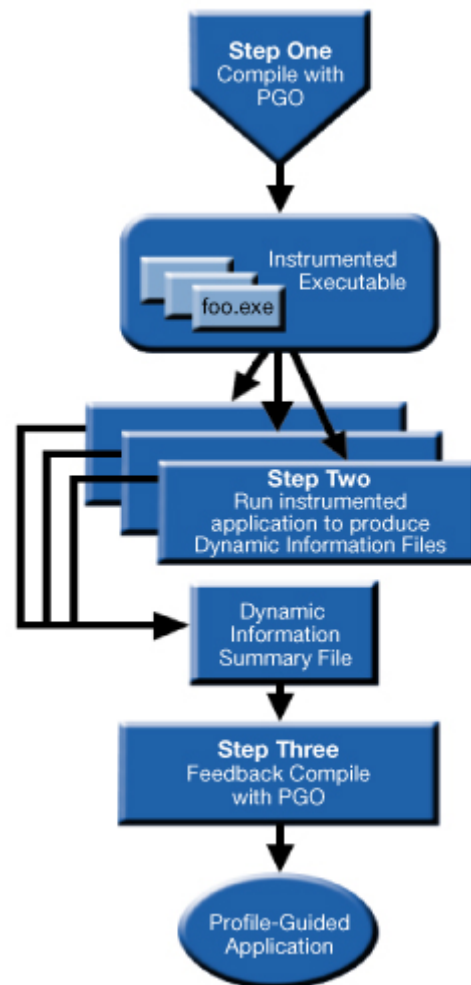 Step One
Compile with
PGO
Instrumented
Executable
foo.exe
Step Two
Run instrumented
application to produce
Dynamic Information Files
Dynamic
Information
Summary File
Step Three
Feedback Compile
with PGO
Profile-Guided
Application